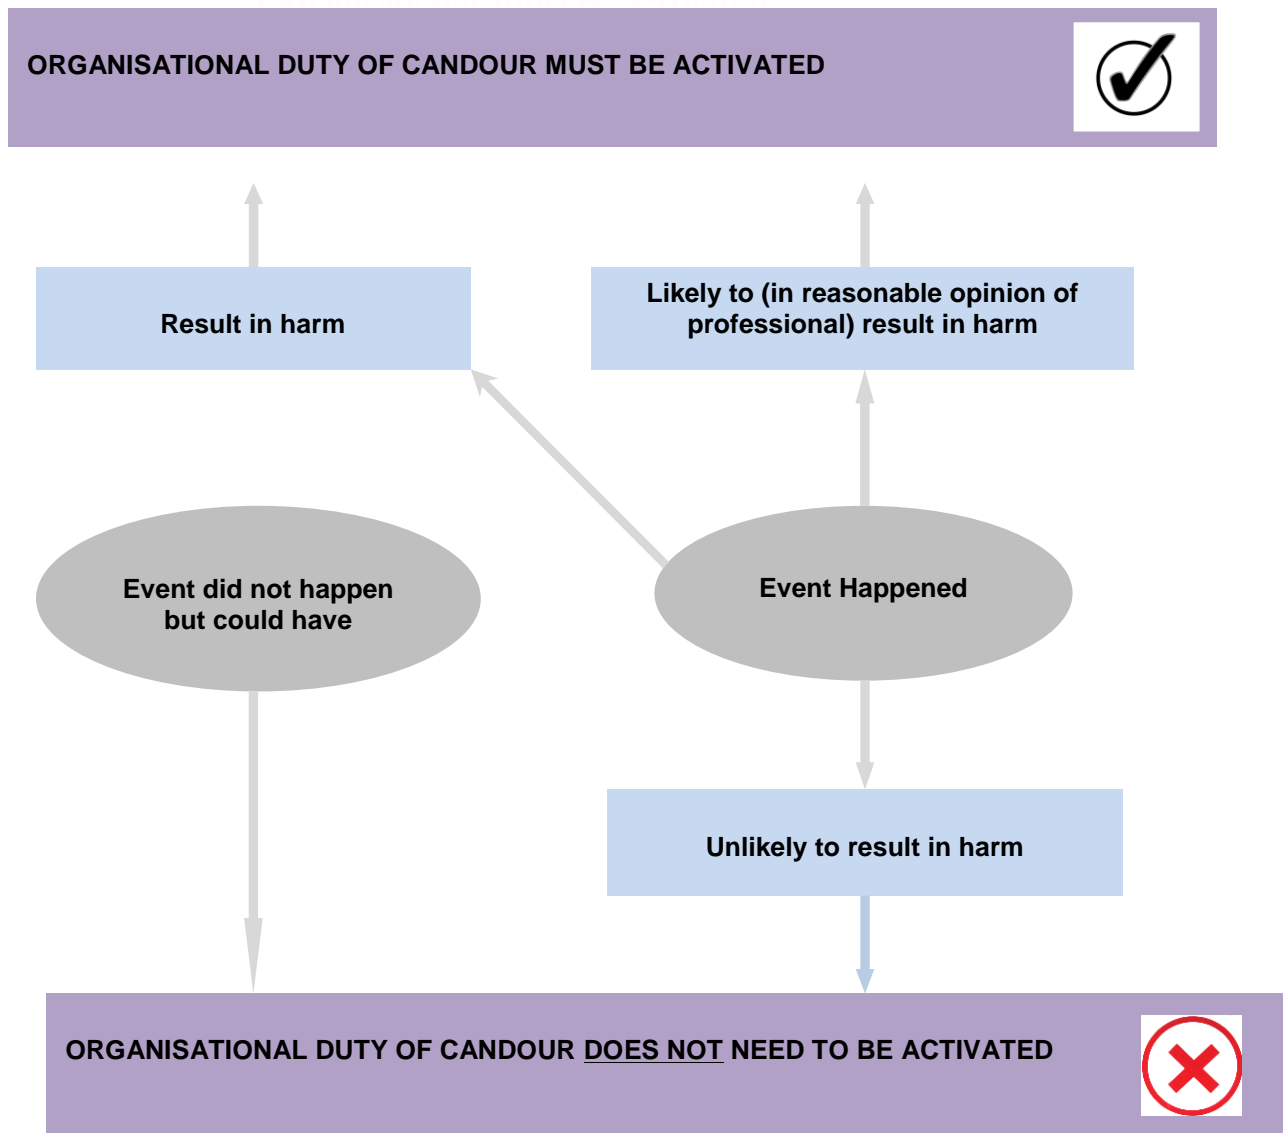 ORGANISATIONAL DUTY OF CANDOUR MUST BE ACTIVATED
Result in harm
Likely to (in reasonable opinion of
professional) result in harm
Event did not happen
but could have
Event Happened
Unlikely to result in harm
ORGANISATIONAL DUTY OF CANDOUR DOES NOT NEED TO BE ACTIVATED